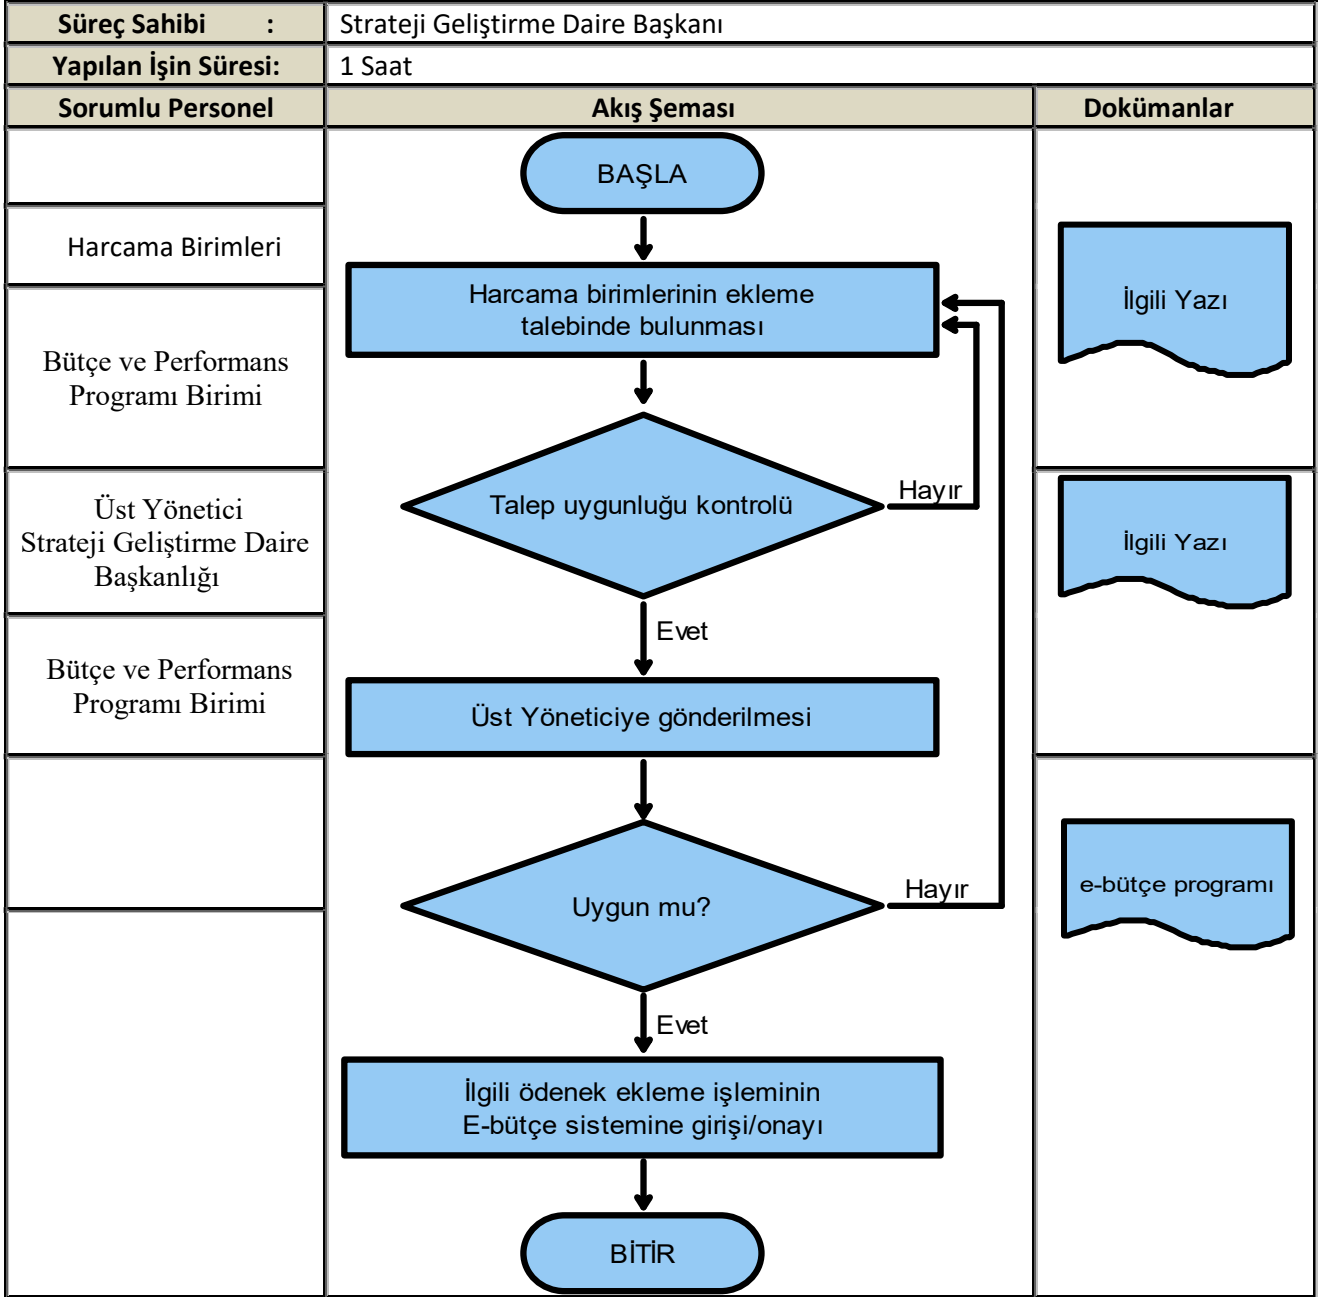 Süreç Sahibi :
Strateji Geliştirme Daire Başkanı
Yapılan İşin Süresi:
1 Saat
Sorumlu Personel
Akış Şeması
Dokümanlar
BAŞLA
Harcama Birimleri
Harcama birimlerinin ekleme
talebinde bulunması
İlgili Yazı
Bütçe ve Performans
Programı Birimi
Talep uygunluğu kontrolü
Hayır
Üst Yönetici
Strateji Geliştirme Daire
Başkanlığı
İlgili Yazı
Evet
Bütçe ve Performans
Programı Birimi
Üst Yöneticiye gönderilmesi
Uygun mu?
Hayır
e-bütçe programı
Evet
İlgili ödenek ekleme işleminin
E-bütçe sistemine girişi/onayı
BİTİR